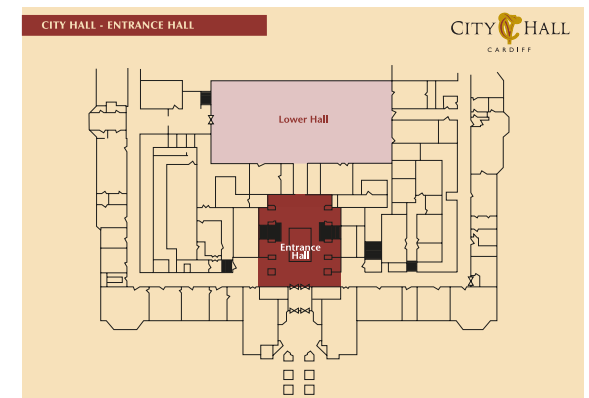 CITY HALL - ENTRANCE HALL
CITY HALL
CARDIFF
Lower Hall
Entrance
Hall